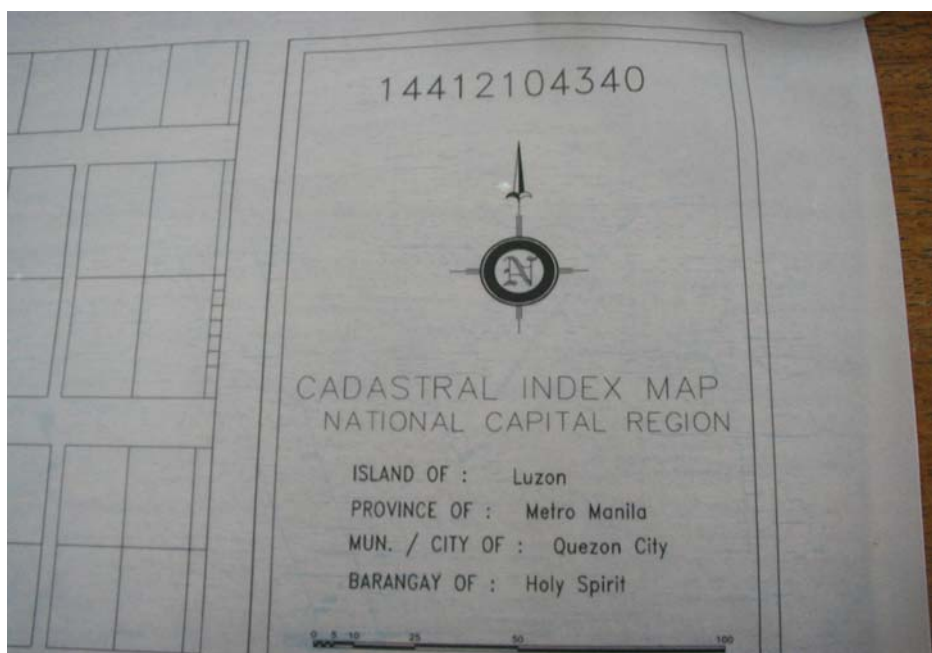 14412104340
N
CADASTRAL INDEX MAP
NATIONAL CAPITAL REGION
ISLAND OF : Luzon
PROVINCE OF : Metro Manila
MUN. / CITY OF : Quezon City
BARANGAY OF : Holy Spirit
0 5 10 25 50 100